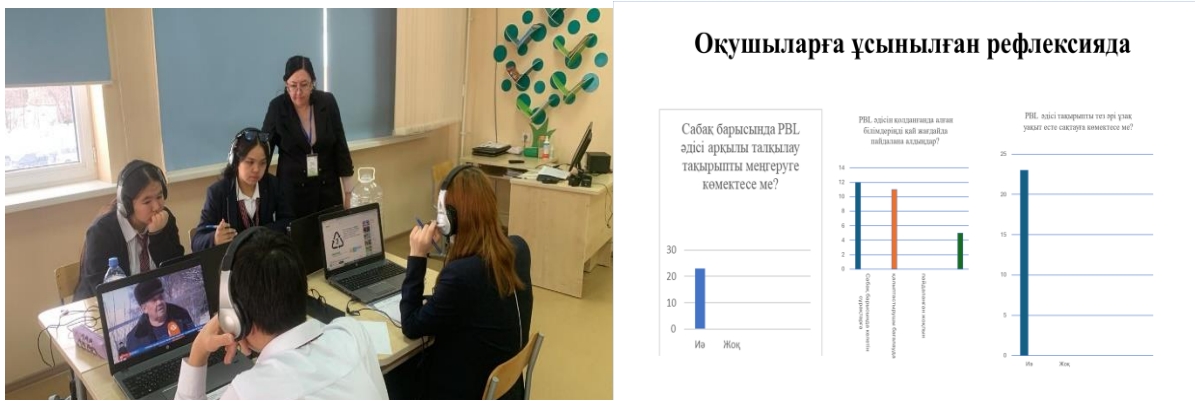 Оқушыларға ұсынылған рефлексияда
Сабақ барысында PBL
әдісі арқылы талқылау
тақырыпты меңгеруге
көмектесе ме?
30
20
10
0
Иә Жоқ
PBL әдісін қолданғанда алған
білімдеріңді қай жағдайда
пайдалана алдыңдар?
14
12
10
8
6
4
2
0
PBL әдісі тақырыпты тез әрі ұзақ
уақыт есте сақтауға көмектесе ме?
25
20
15
10
5
0
Иә Жоқ